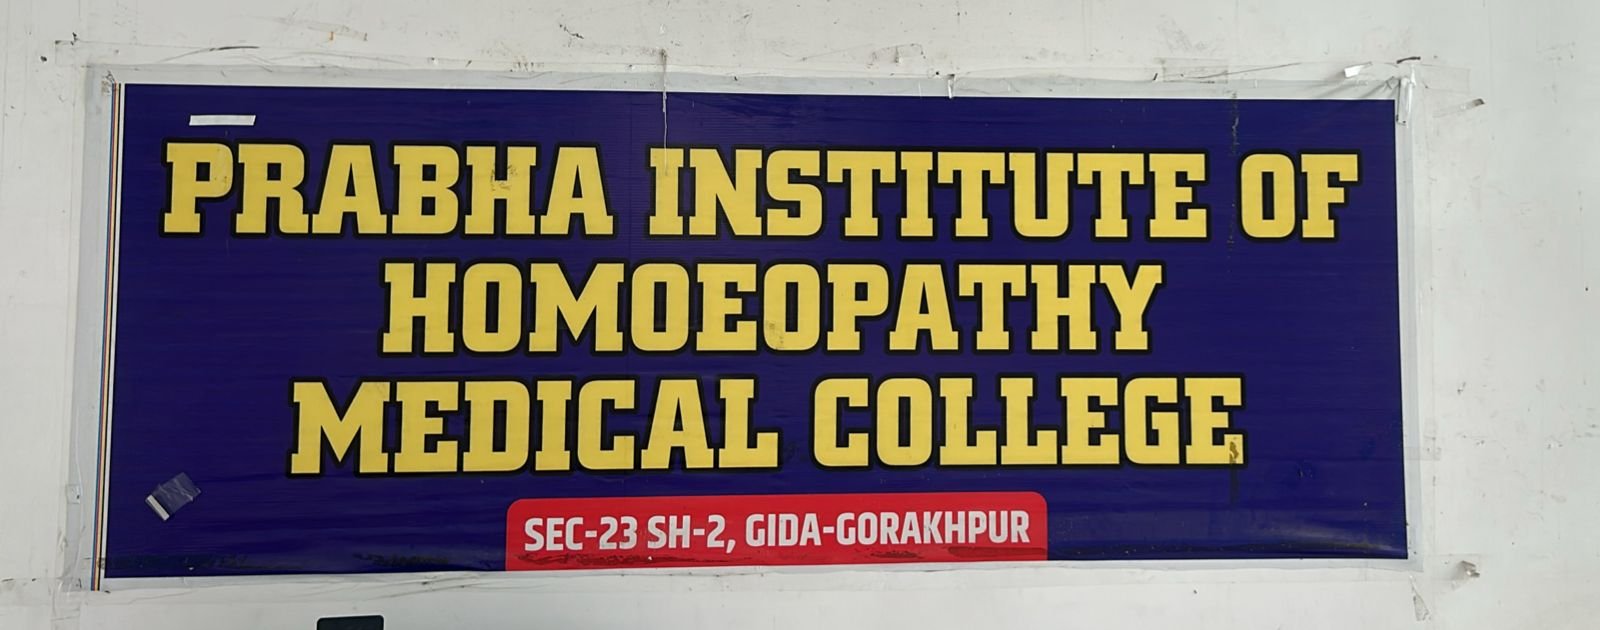 PRABHA INSTITUTE OF
HOMOEOPATHY
MEDICAL COLLEGE
SEC-23 SH-2, GIDA-GORAKHPUR